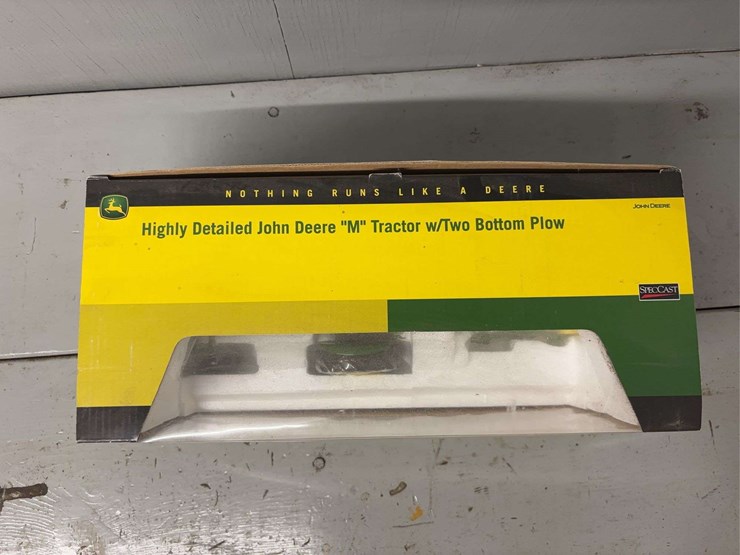 NOTHING RUNS LIKE A DEERE
JOHN DEERE
Highly Detailed John Deere "M" Tractor w/Two Bottom Plow
SPECCAST